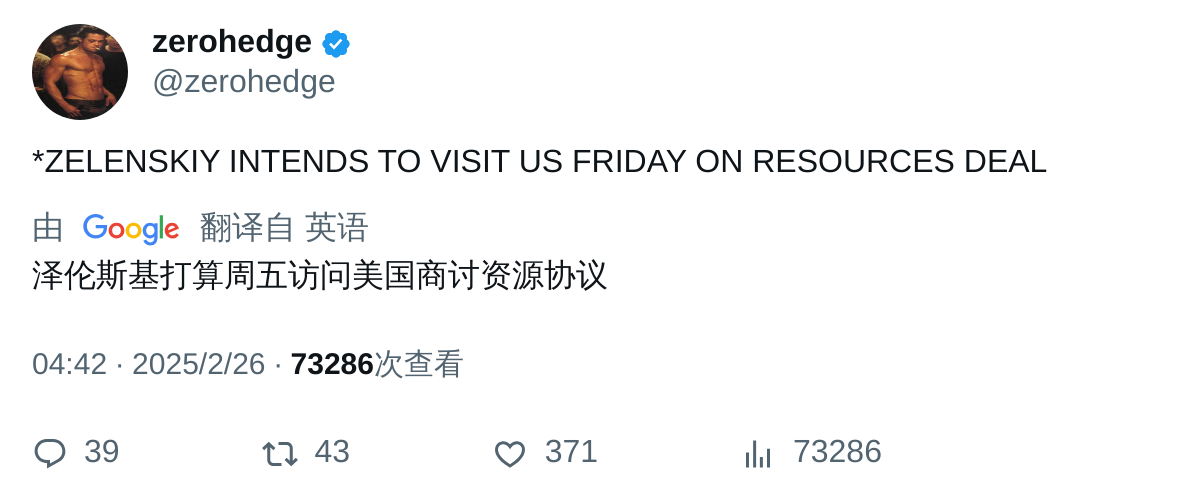 zerohedge
@zerohedge
*ZELENSKIY INTENDS TO VISIT US FRIDAY ON RESOURCES DEAL
由 Google 翻译自 英语
泽伦斯基打算周五访问美国商讨资源协议
04:42 · 2025/2/26 · 73286次查看
39 43 371 73286